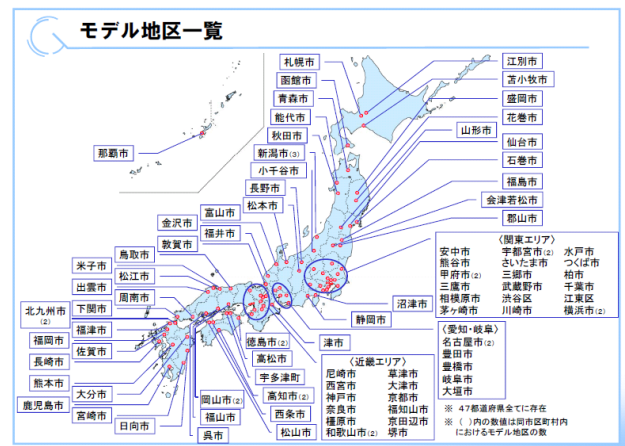 モデル地区一覧
札幌市
函館市
青森市
能代市
秋田市
新潟市(3)
小千谷市
長野市
松本市
富山市
金沢市
福井市
敦賀市
鳥取市
米子市
松江市
出雲市
周南市
下関市
北九州市
(2)
福津市
福岡市
佐賀市
長崎市
熊本市
大分市
鹿児島市
宮崎市
日向市
那覇市
江別市
苫小牧市
盛岡市
花巻市
山形市
仙台市
石巻市
福島市
会津若松市
郡山市
〈関東エリア〉
安中市 宇都宮市(2) 水戸市
熊谷市 さいたま市 つくば市
甲府市(2) 三郷市 柏市
三鷹市 武蔵野市 千葉市
相模原市 渋谷区 江東区
茅ヶ崎市 川崎市 横浜市(2)
沼津市
静岡市
津市
〈愛知・岐阜〉
名古屋市(2)
豊田市
豊橋市
岐阜市
大垣市
〈近畿エリア〉
尼崎市 草津市
西宮市 大津市
神戸市 京都市
奈良市 福知山市
橿原市 京田辺市
和歌山市(2) 堺市
徳島市(2)
高松市
宇多津町
高知市(2)
西条市
松山市
岡山市(2)
福山市
呉市
※ 47都道府県全てに存在
※ ( )内の数値は同市区町村内
におけるモデル地区の数